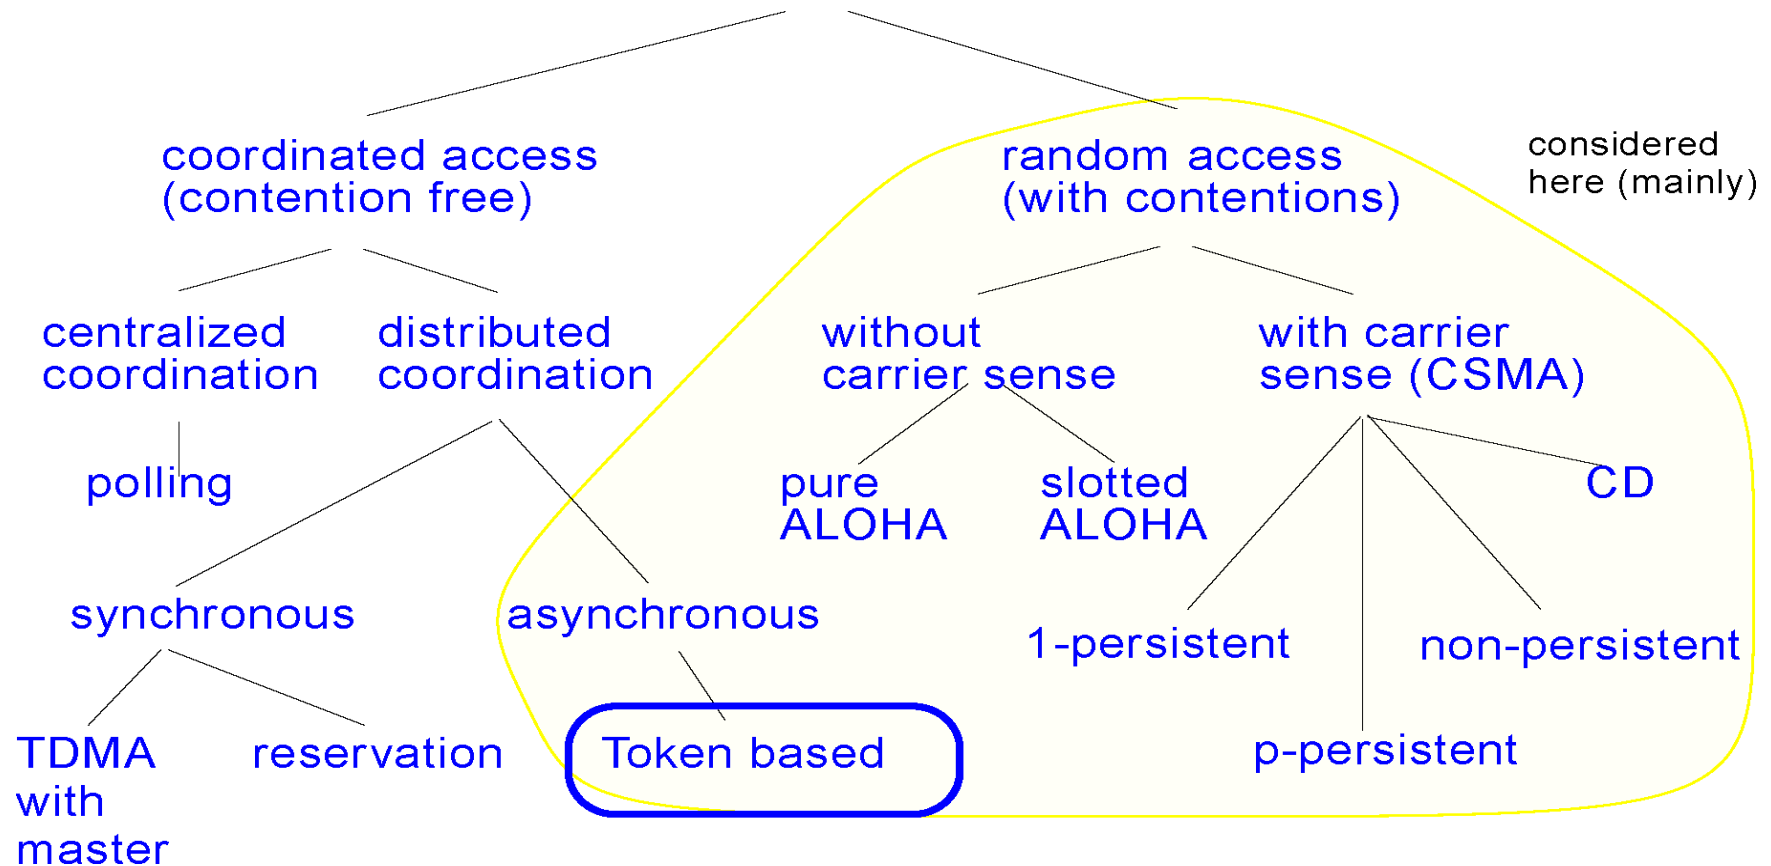 coordinated access
(contention free)
random access
(with contentions)
considered
here (mainly)
centralized
coordination
distributed
coordination
without
carrier sense
with carrier
sense (CSMA)
polling
pure
ALOHA
slotted
ALOHA
CD
synchronous
asynchronous
1-persistent
non-persistent
TDMA
with
master
reservation
Token based
p-persistent